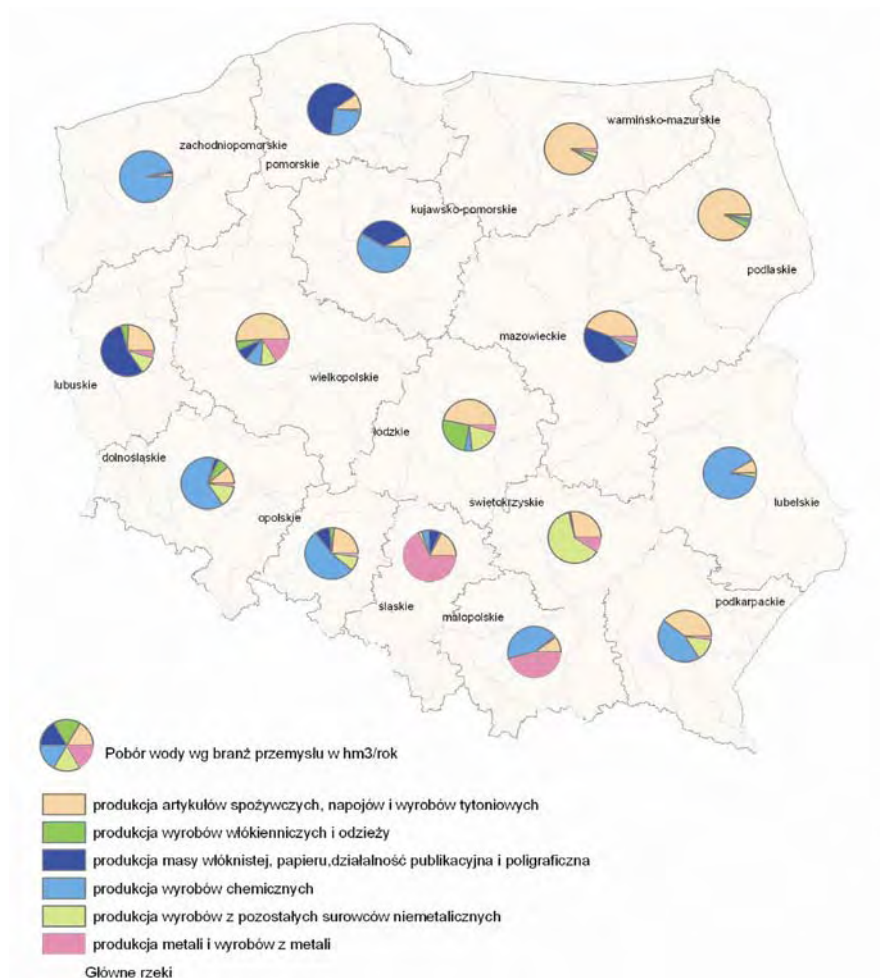 warmińsko-mazurskie
zachodniopomorskie
pomorskie
kujawsko-pomorskie
podlaskie
mazowieckie
lubuskie
wielkopolskie
łódzkie
dolnośląskie
świętokrzyskie
lubelskie
opolskie
podkarpackie
śląskie
małopolskie
Pobór wody wg branż przemysłu w hm3/rok
produkcja artykułów spożywczych, napojów i wyrobów tytoniowych
produkcja wyrobów włókienniczych i odzieży
produkcja masy włóknistej, papieru,działalność publikacyjna i poligraficzna
produkcja wyrobów chemicznych
produkcja wyrobów z pozostałych surowców niemetalicznych
produkcja metali i wyrobów z metali
Główne rzeki